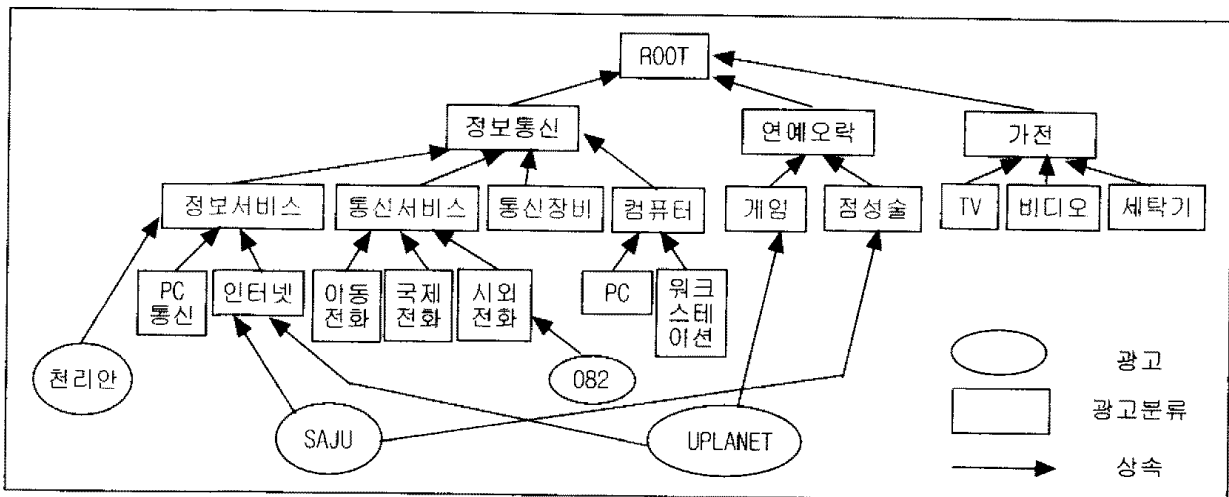 ROOT
정보통신
연예오락
가전
정보서비스
통신서비스
통신장비
컴퓨터
게임
점성술
TV
비디오
세탁기
PC
통신
인터넷
이동
전화
국제
전화
시외
전화
PC
워크
스테
이션
천리안
082
SAJU
UPLANET
광고
광고분류
상속